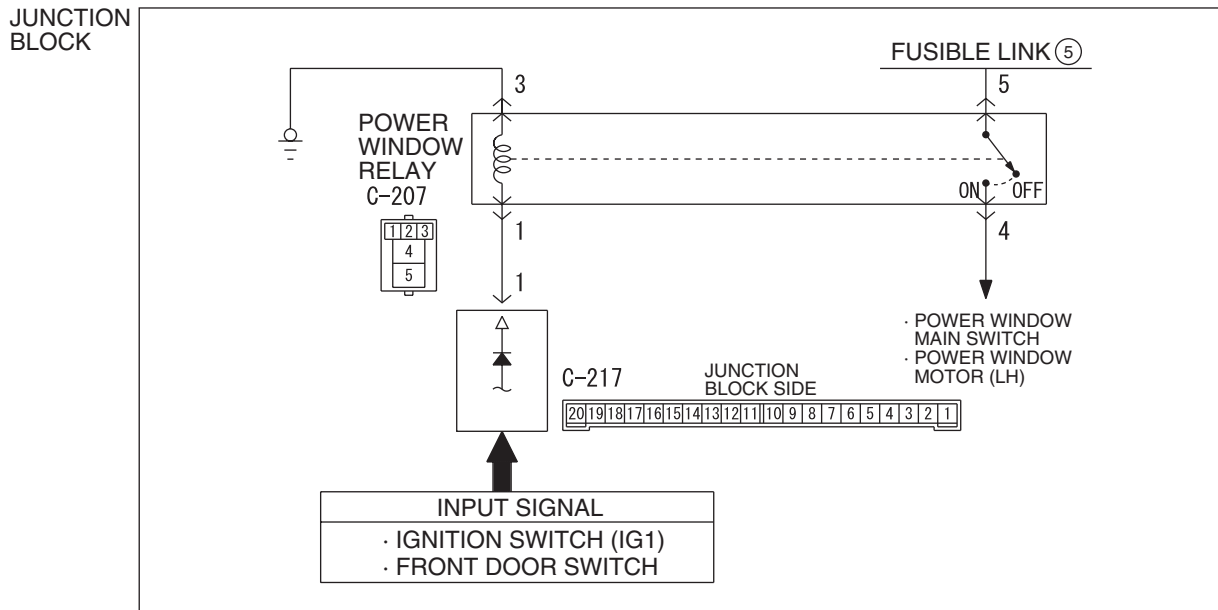 JUNCTION
BLOCK
FUSIBLE LINK ⑤
3
5
POWER
WINDOW
RELAY
C-207
1 2 3
4
5
ON OFF
1
4
1
· POWER WINDOW
MAIN SWITCH
· POWER WINDOW
MOTOR (LH)
C-217
JUNCTION
BLOCK SIDE
20 19 18 17 16 15 14 13 12 11 10 9 8 7 6 5 4 3 2 1
INPUT SIGNAL
· IGNITION SWITCH (IG1)
· FRONT DOOR SWITCH